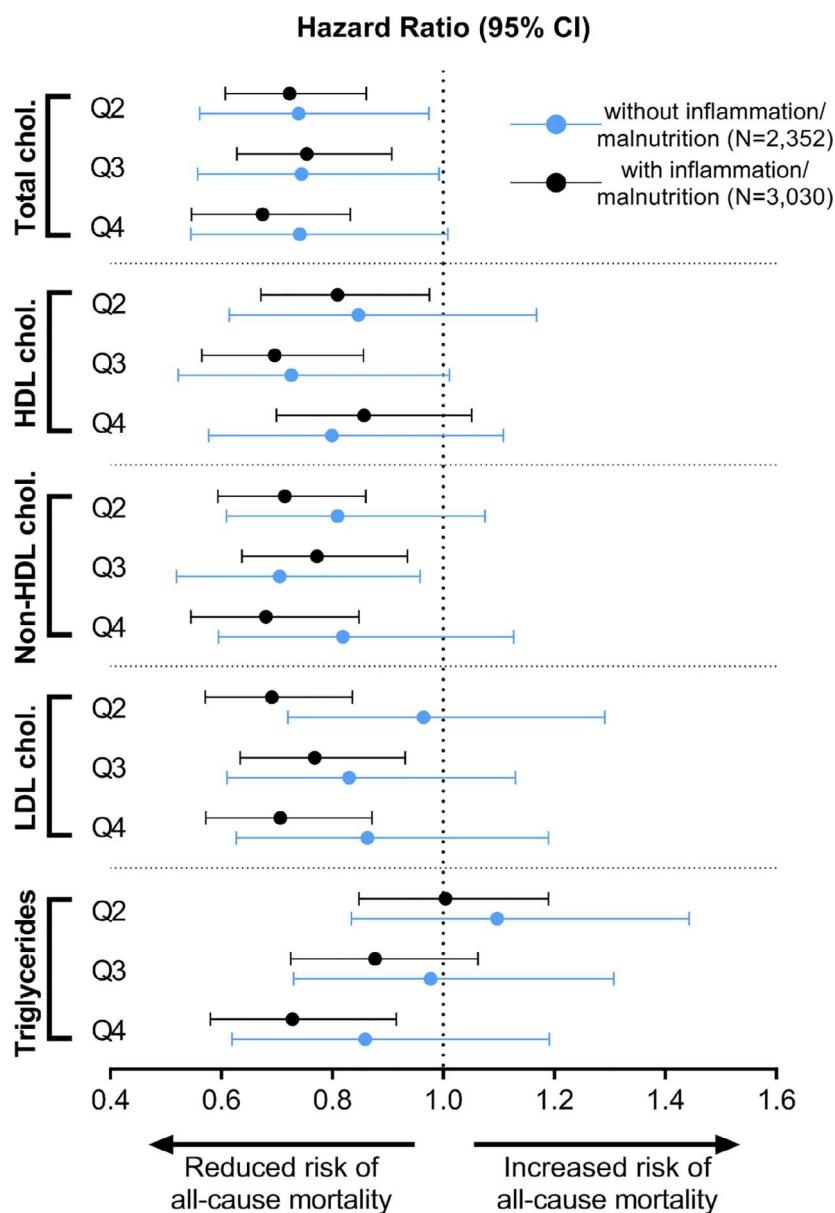 Hazard Ratio (95% CI)
Total chol.
Q2
Q3
Q4
without inflammation/
malnutrition (N=2,352)
with inflammation/
malnutrition (N=3,030)
HDL chol.
Q2
Q3
Q4
Non-HDL chol.
Q2
Q3
Q4
LDL chol.
Q2
Q3
Q4
Triglycerides
Q2
Q3
Q4
0.4 0.6 0.8 1.0 1.2 1.4 1.6
Reduced risk of
all-cause mortality
Increased risk of
all-cause mortality